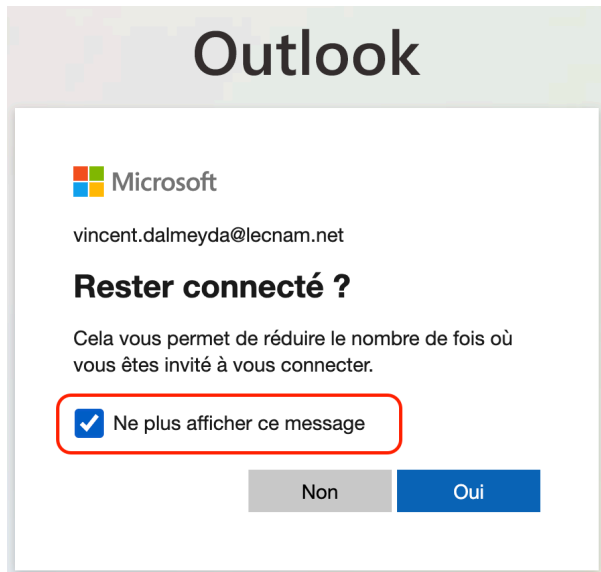 Outlook
Microsoft
vincent.dalmeyda@lecnam.net
Rester connecté ?
Cela vous permet de réduire le nombre de fois où
vous êtes invité à vous connecter.
Ne plus afficher ce message
Non
Oui